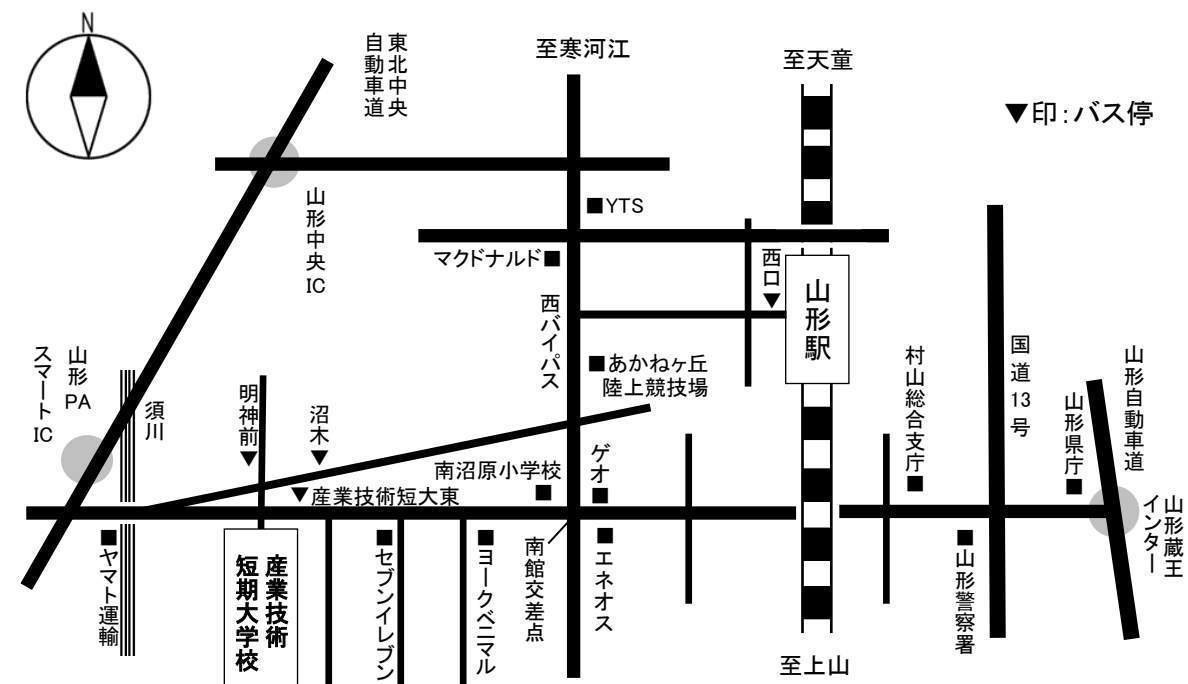 N
東北中央
自動車道
至寒河江
至天童
▼印：バス停
山形中央IC
■YTS
マクドナルド■
西口▼
山形駅
西バイパス
■あかねヶ丘
陸上競技場
国道13号
村山総合支庁■
山形県庁■
山形自動車道
山形蔵王
インター
山形PA
スマートIC
須川
明神前▼
沼木▼
▼産業技術短大東
南沼原小学校■
ゲオ■
■ヤマト運輸
産業技術
短期大学校
■セブンイレブン
■ヨークベニマル
南館交差点
■エネオス
■山形警察署
至上山